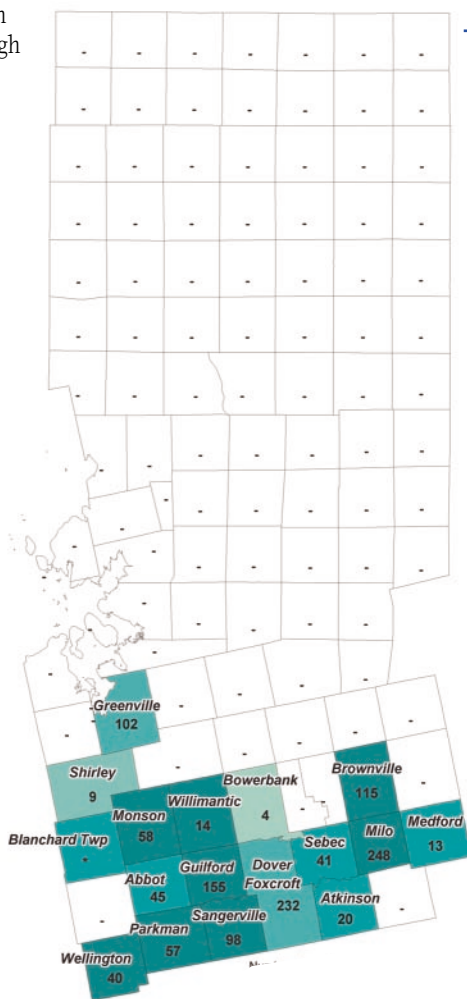 n
gh
Greenville
102
Shirley
9
Bowerbank
4
Brownville
115
Monson
58
Willimantic
14
Blanchard Twp
-
Medford
13
Milo
248
Sebec
41
Dover
Foxcroft
232
Guilford
155
Abbot
45
Atkinson
20
Sangerville
98
Parkman
57
Wellington
40